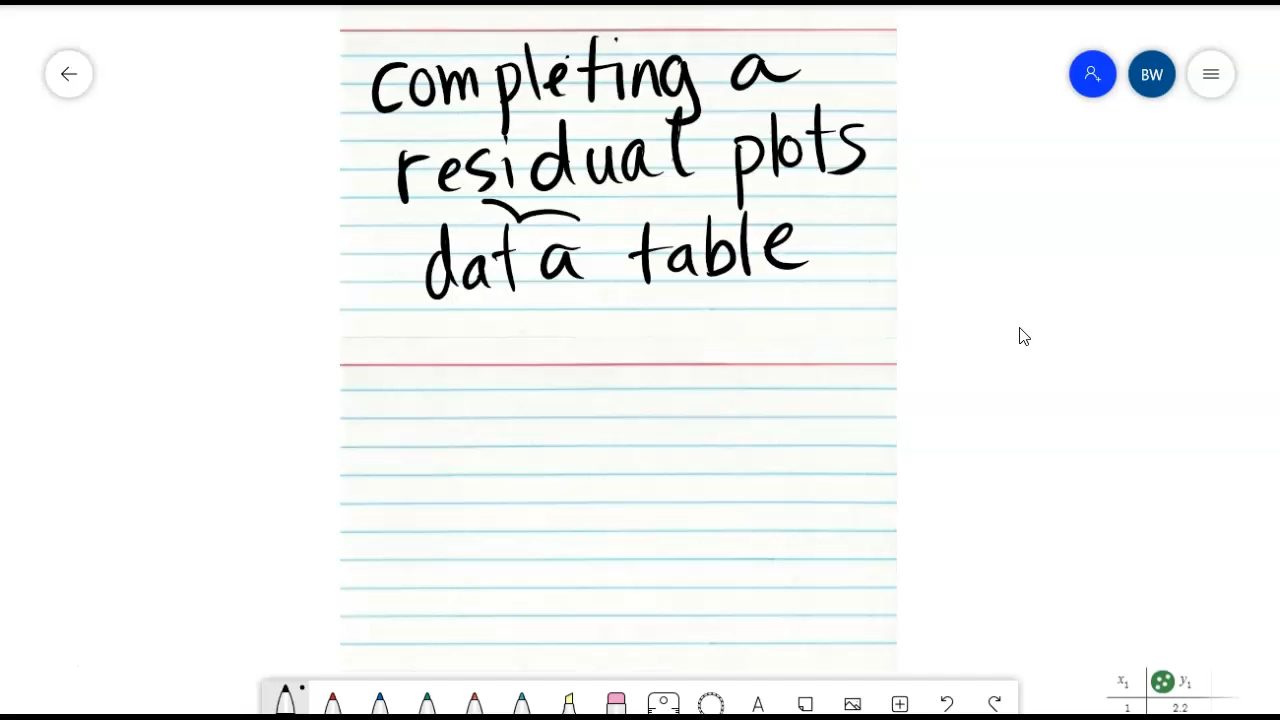 completing a
residual plots
data table
BW
A
x₁ y₁
1 2.2